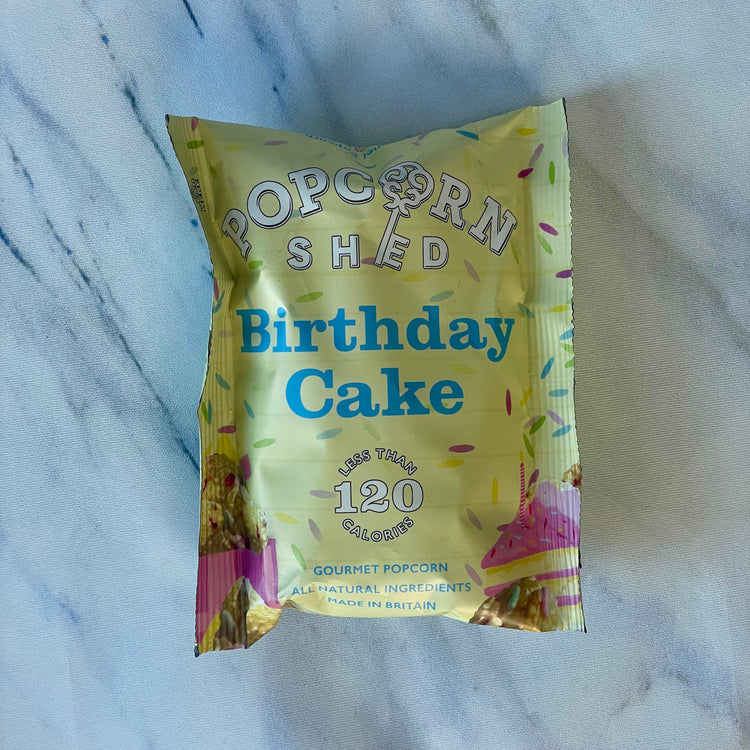 POPCORN
SHED
Birthday
Cake
LESS THAN
120
CALORIES
GOURMET POPCORN
ALL NATURAL INGREDIENTS
MADE IN BRITAIN